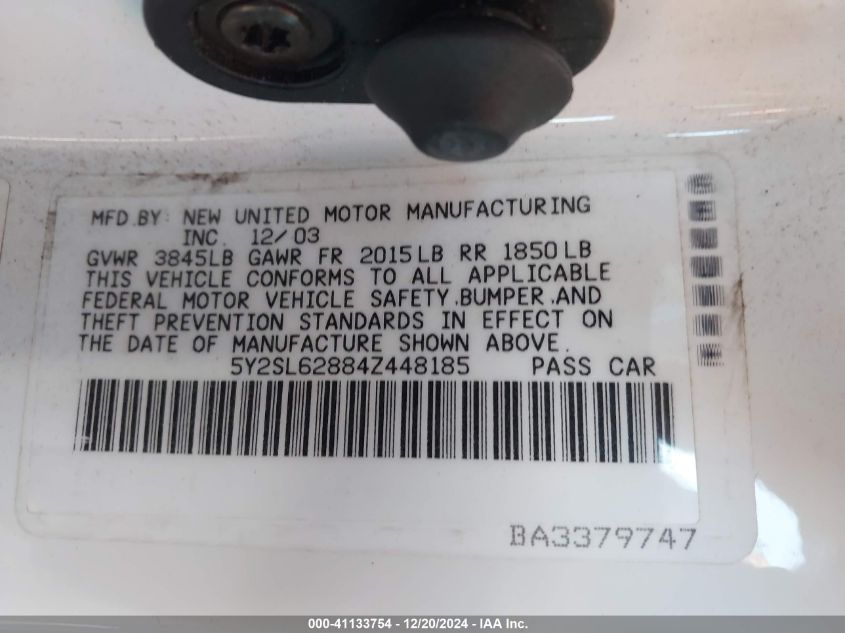 MFD.BY: NEW UNITED MOTOR MANUFACTURING
INC. 12/03
GVWR 3845LB GAWR FR 2015LB RR 1850LB
THIS VEHICLE CONFORMS TO ALL APPLICABLE
FEDERAL MOTOR VEHICLE SAFETY.BUMPER.AND
THEFT PREVENTION STANDARDS IN EFFECT ON
THE DATE OF MANUFACTURE SHOWN ABOVE.
5Y2SL62884Z448185 PASS CAR
BA3379747
000-41133754 - 12/20/2024 - IAA Inc.